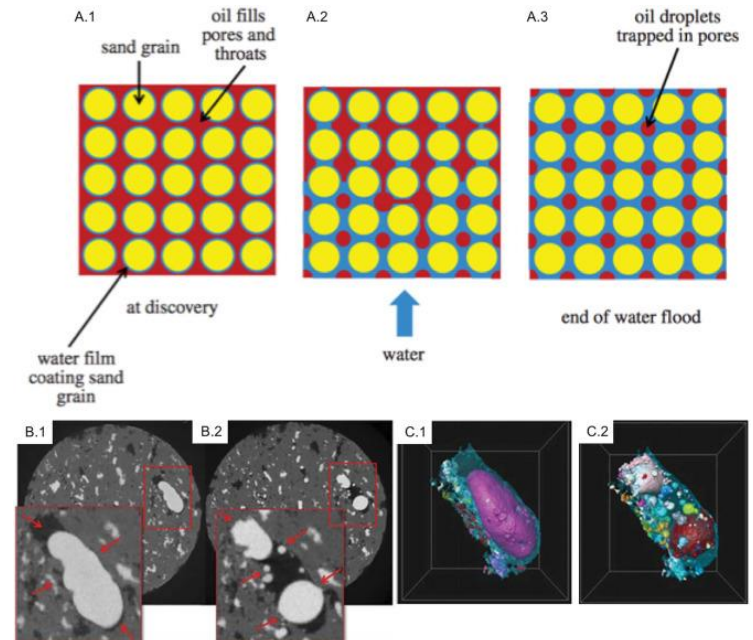 A.1
A.2
A.3
sand grain
oil fills
pores and
throats
oil droplets
trapped in pores
at discovery
water film
coating sand
grain
water
end of water flood
B.1
B.2
C.1
C.2